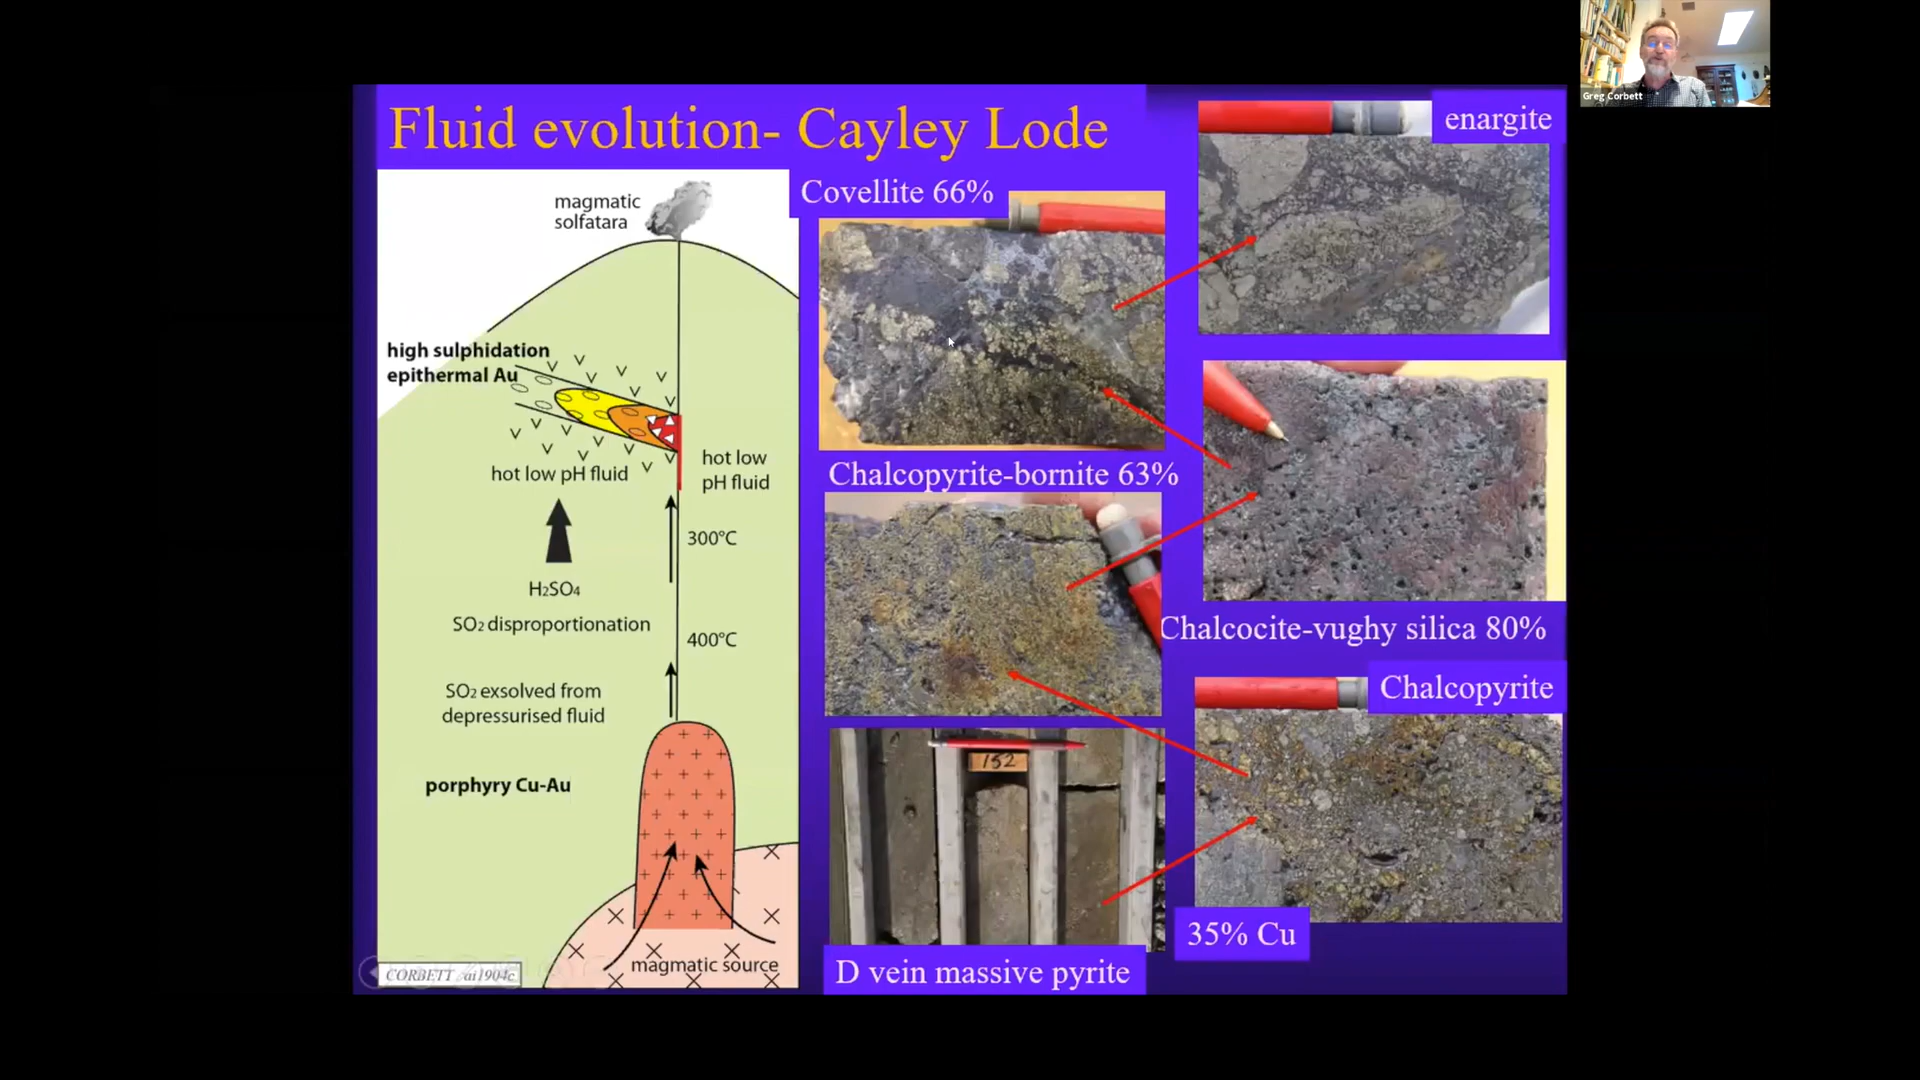 Greg Corbett
Fluid evolution- Cayley Lode
magmatic
solfatara
high sulphidation
epithermal Au
hot low pH fluid
hot low
pH fluid
300°C
H2SO4
SO2 disproportionation
400°C
SO2 exsolved from
depressurised fluid
porphyry Cu-Au
magmatic source
CORBETT ai1904c
Covellite 66%
enargite
Chalcopyrite-bornite 63%
Chalcocite-vughy silica 80%
Chalcopyrite
152
35% Cu
D vein massive pyrite